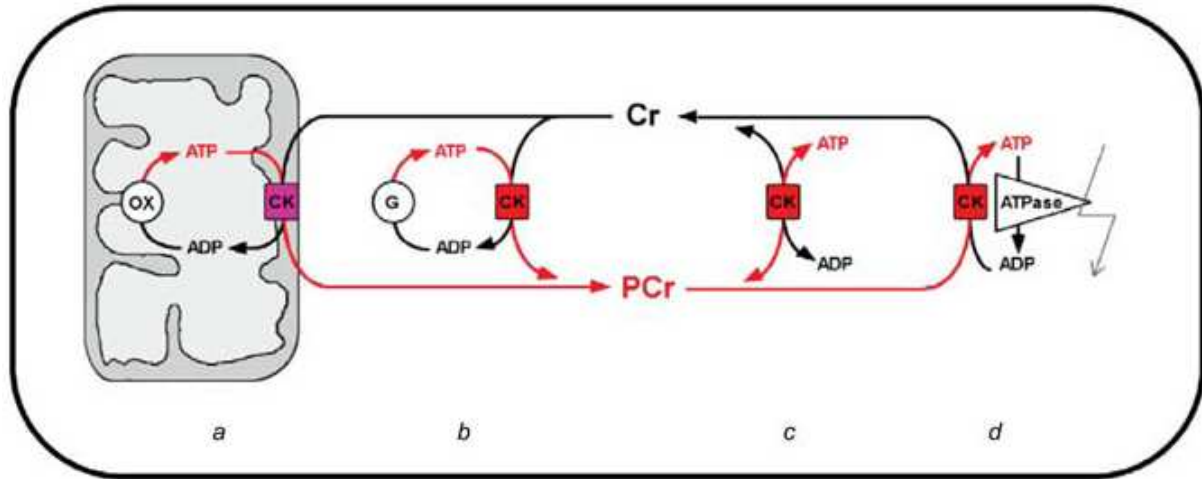 Cr
ATP ATP ATP ATP
OX CK G CK CK CK ATPase
ADP ADP ADP ADP
PCr
a b c d